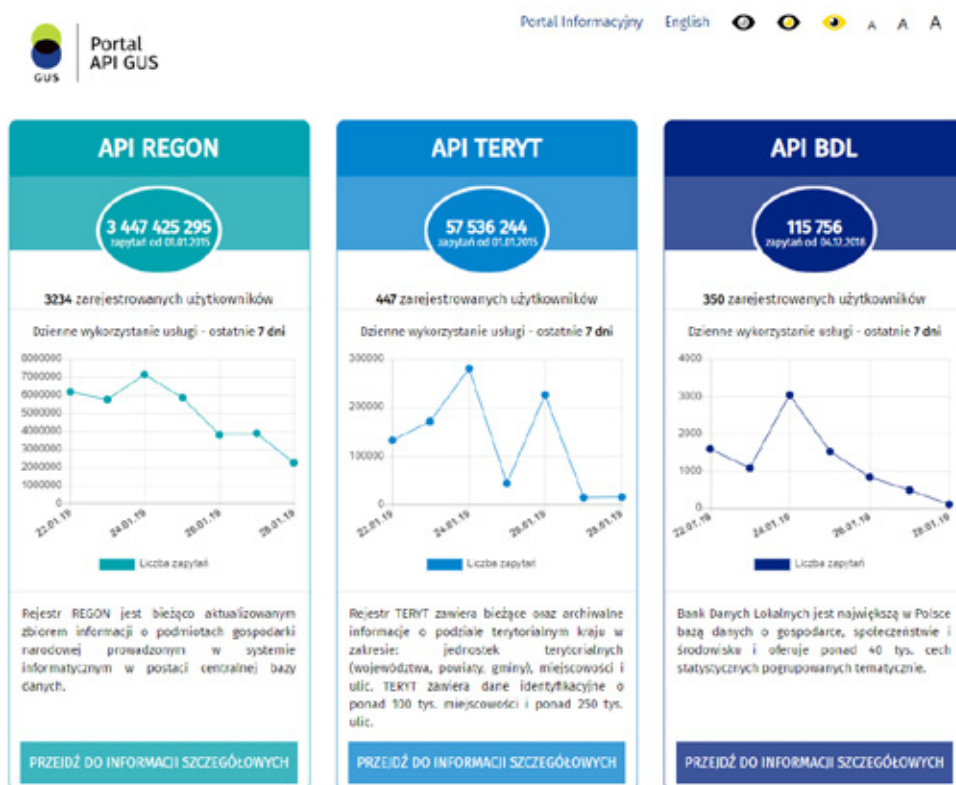 Portal Informacyjny English A A A
Portal
API GUS
GUS
API REGON
3 447 425 295
zapytań od 01.01.2015
3234 zarejestrowanych użytkowników
Dzienne wykorzystanie usługi - ostatnie 7 dni
8000000
7000000
6000000
5000000
4000000
3000000
2000000
1000000
0
22.01.19
24.01.19
26.01.19
28.01.19
Liczba zapytań
Rejestr REGON jest bieżąco aktualizowanym
zbiorem informacji o podmiotach gospodarki
narodowej prowadzonym w systemie
informatycznym w postaci centralnej bazy
danych.
PRZEJDŹ DO INFORMACJI SZCZEGÓŁOWYCH
API TERYT
57 536 244
zapytań od 01.01.2015
447 zarejestrowanych użytkowników
Dzienne wykorzystanie usługi - ostatnie 7 dni
300000
200000
100000
0
22.01.19
24.01.19
26.01.19
28.01.19
Liczba zapytań
Rejestr TERYT zawiera bieżące oraz archiwalne
informacje o podziale terytorialnym kraju w
zakresie: jednostek terytorialnych
(województwa, powiaty, gminy), miejscowości i
ulic. TERYT zawiera dane identyfikacyjne o
ponad 100 tys. miejscowości i ponad 250 tys.
ulic.
PRZEJDŹ DO INFORMACJI SZCZEGÓŁOWYCH
API BDL
115 756
zapytań od 04.12.2018
350 zarejestrowanych użytkowników
Dzienne wykorzystanie usługi - ostatnie 7 dni
4000
3000
2000
1000
0
22.01.19
24.01.19
26.01.19
28.01.19
Liczba zapytań
Bank Danych Lokalnych jest największą w Polsce
bazą danych o gospodarce, społeczeństwie i
środowisku i oferuje ponad 40 tys. cech
statystycznych pogrupowanych tematycznie.
PRZEJDŹ DO INFORMACJI SZCZEGÓŁOWYCH